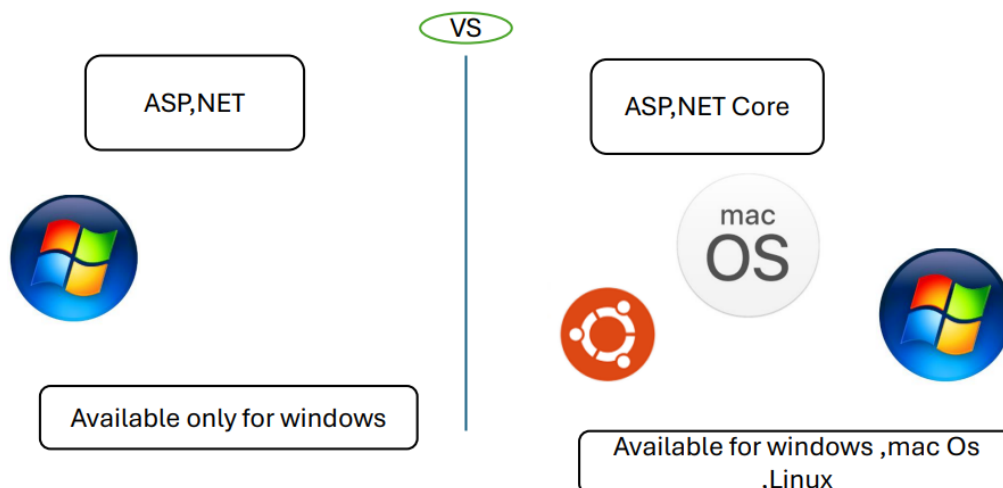 VS
ASP,NET
ASP,NET Core
mac
OS
Available only for windows
Available for windows ,mac Os
,Linux